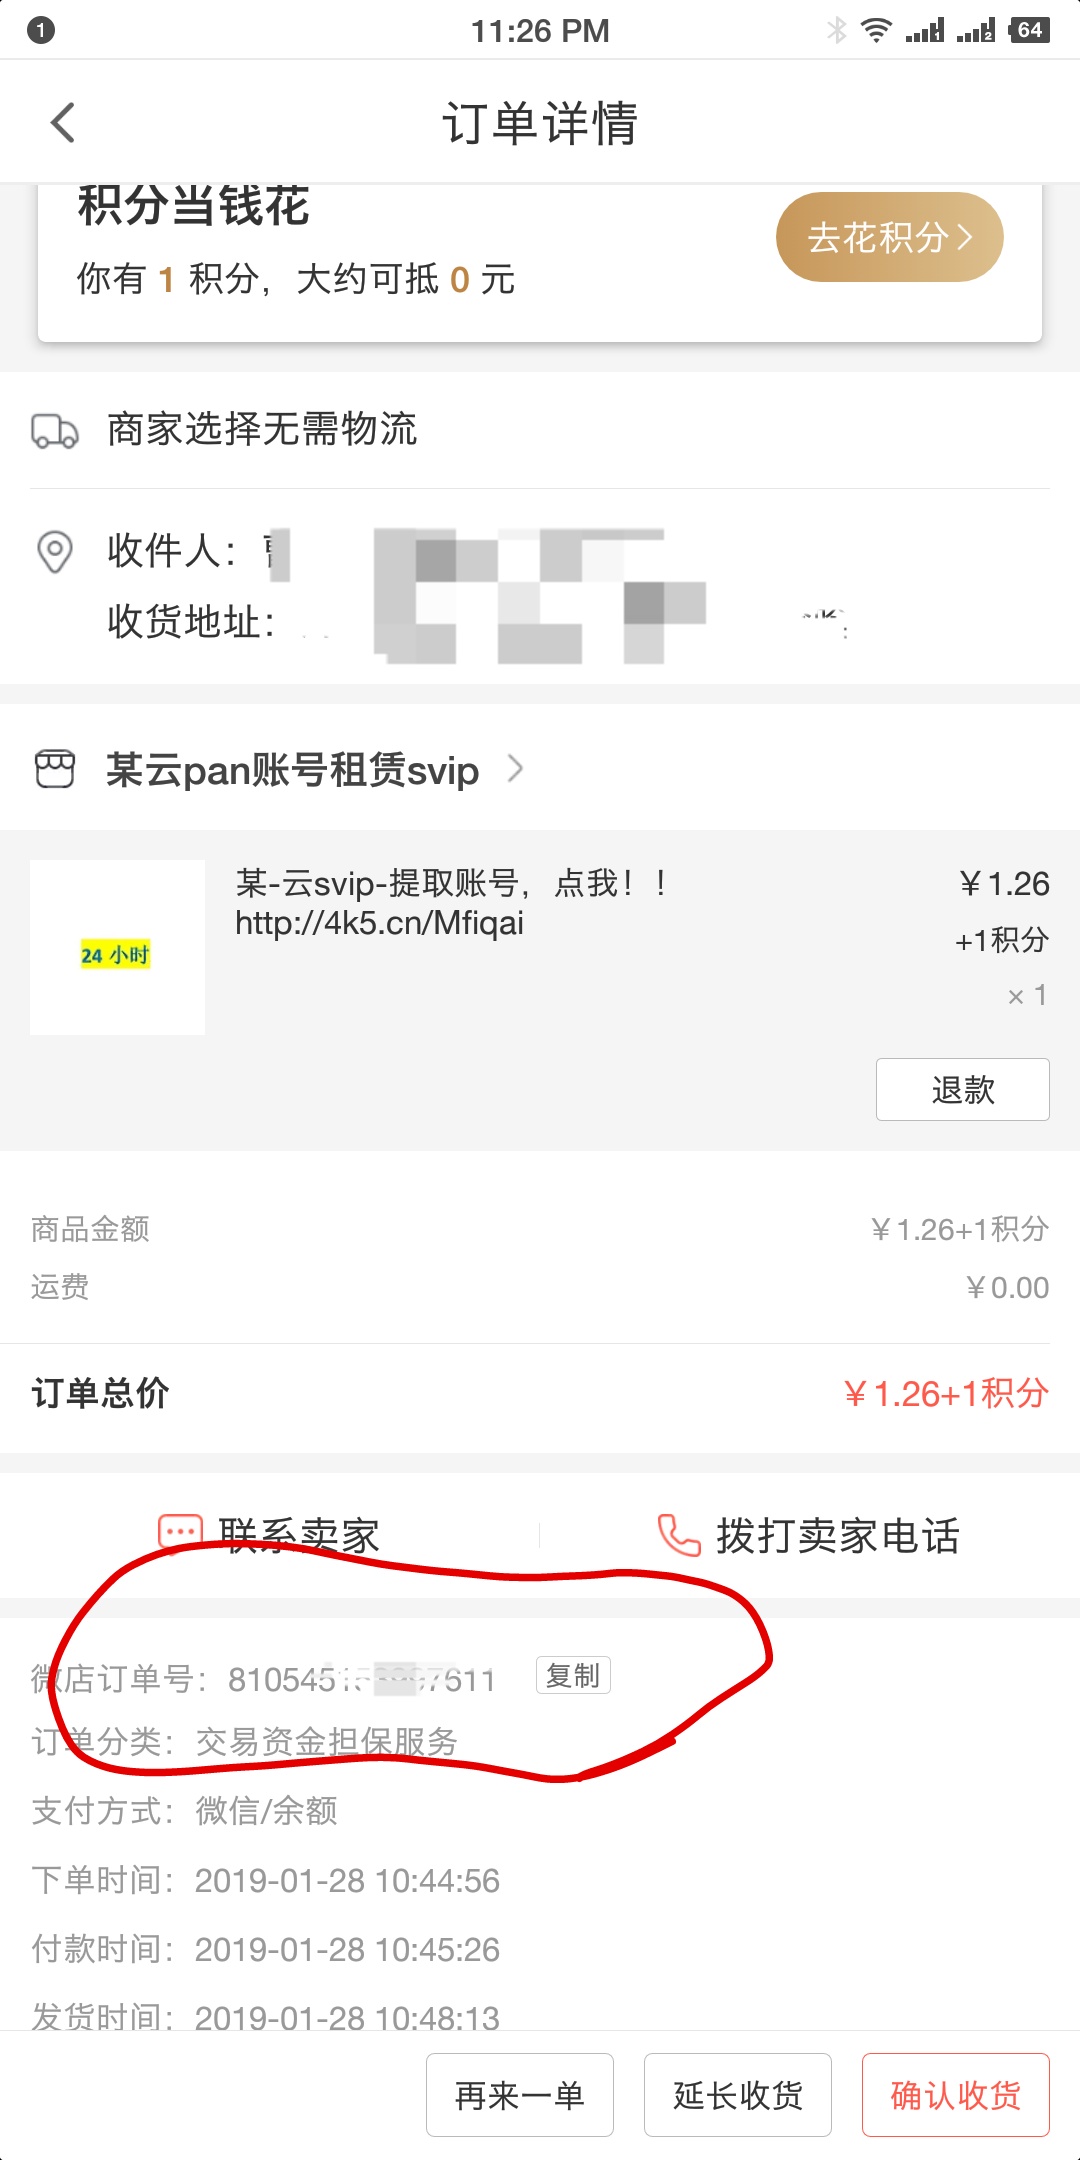 1
11:26 PM
1
2
64
订单详情
积分当钱花
去花积分
你有 1 积分，大约可抵 0 元
商家选择无需物流
收件人：
收货地址：
某云pan账号租赁svip
24 小时
某-云svip-提取账号，点我！！
http://4k5.cn/Mfiqai
￥1.26
+1积分
× 1
退款
商品金额 ￥1.26+1积分
运费 ￥0.00
订单总价 ￥1.26+1积分
联系卖家
拨打卖家电话
微店订单号： 复制
订单分类：交易资金担保服务
支付方式：微信/余额
下单时间：2019-01-28 10:44:56
付款时间：2019-01-28 10:45:26
发货时间：2019-01-28 10:48:13
再来一单
延长收货
确认收货